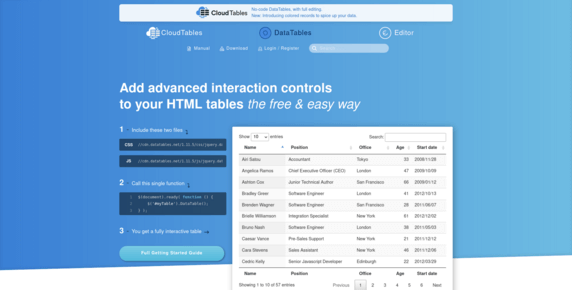 CloudTables
No-code DataTables, with full editing.
New: Introducing colored records to spice up your data.
CloudTables
DataTables
Editor
Manual
Download
Login / Register
Search
Add advanced interaction controls
to your HTML tables the free & easy way
1 Include these two files
CSS //cdn.datatables.net/1.11.5/css/jquery.d
JS //cdn.datatables.net/1.11.5/js/jquery.dat
2 Call this single function
1 $(document).ready( function () {
2 $('#myTable').DataTable();
3 } );
3 You get a fully interactive table
Full Getting Started Guide
Show 10 entries
Search:
Name Position Office Age Start date
Airi Satou Accountant Tokyo 33 2008/11/28
Angelica Ramos Chief Executive Officer (CEO) London 47 2009/10/09
Ashton Cox Junior Technical Author San Francisco 66 2009/01/12
Bradley Greer Software Engineer London 41 2012/10/13
Brenden Wagner Software Engineer San Francisco 28 2011/06/07
Brielle Williamson Integration Specialist New York 61 2012/12/02
Bruno Nash Software Engineer London 38 2011/05/03
Caesar Vance Pre-Sales Support New York 21 2011/12/12
Cara Stevens Sales Assistant New York 46 2011/12/06
Cedric Kelly Senior Javascript Developer Edinburgh 22 2012/03/29
Name Position Office Age Start date
Showing 1 to 10 of 57 entries
Previous 1 2 3 4 5 6 Next